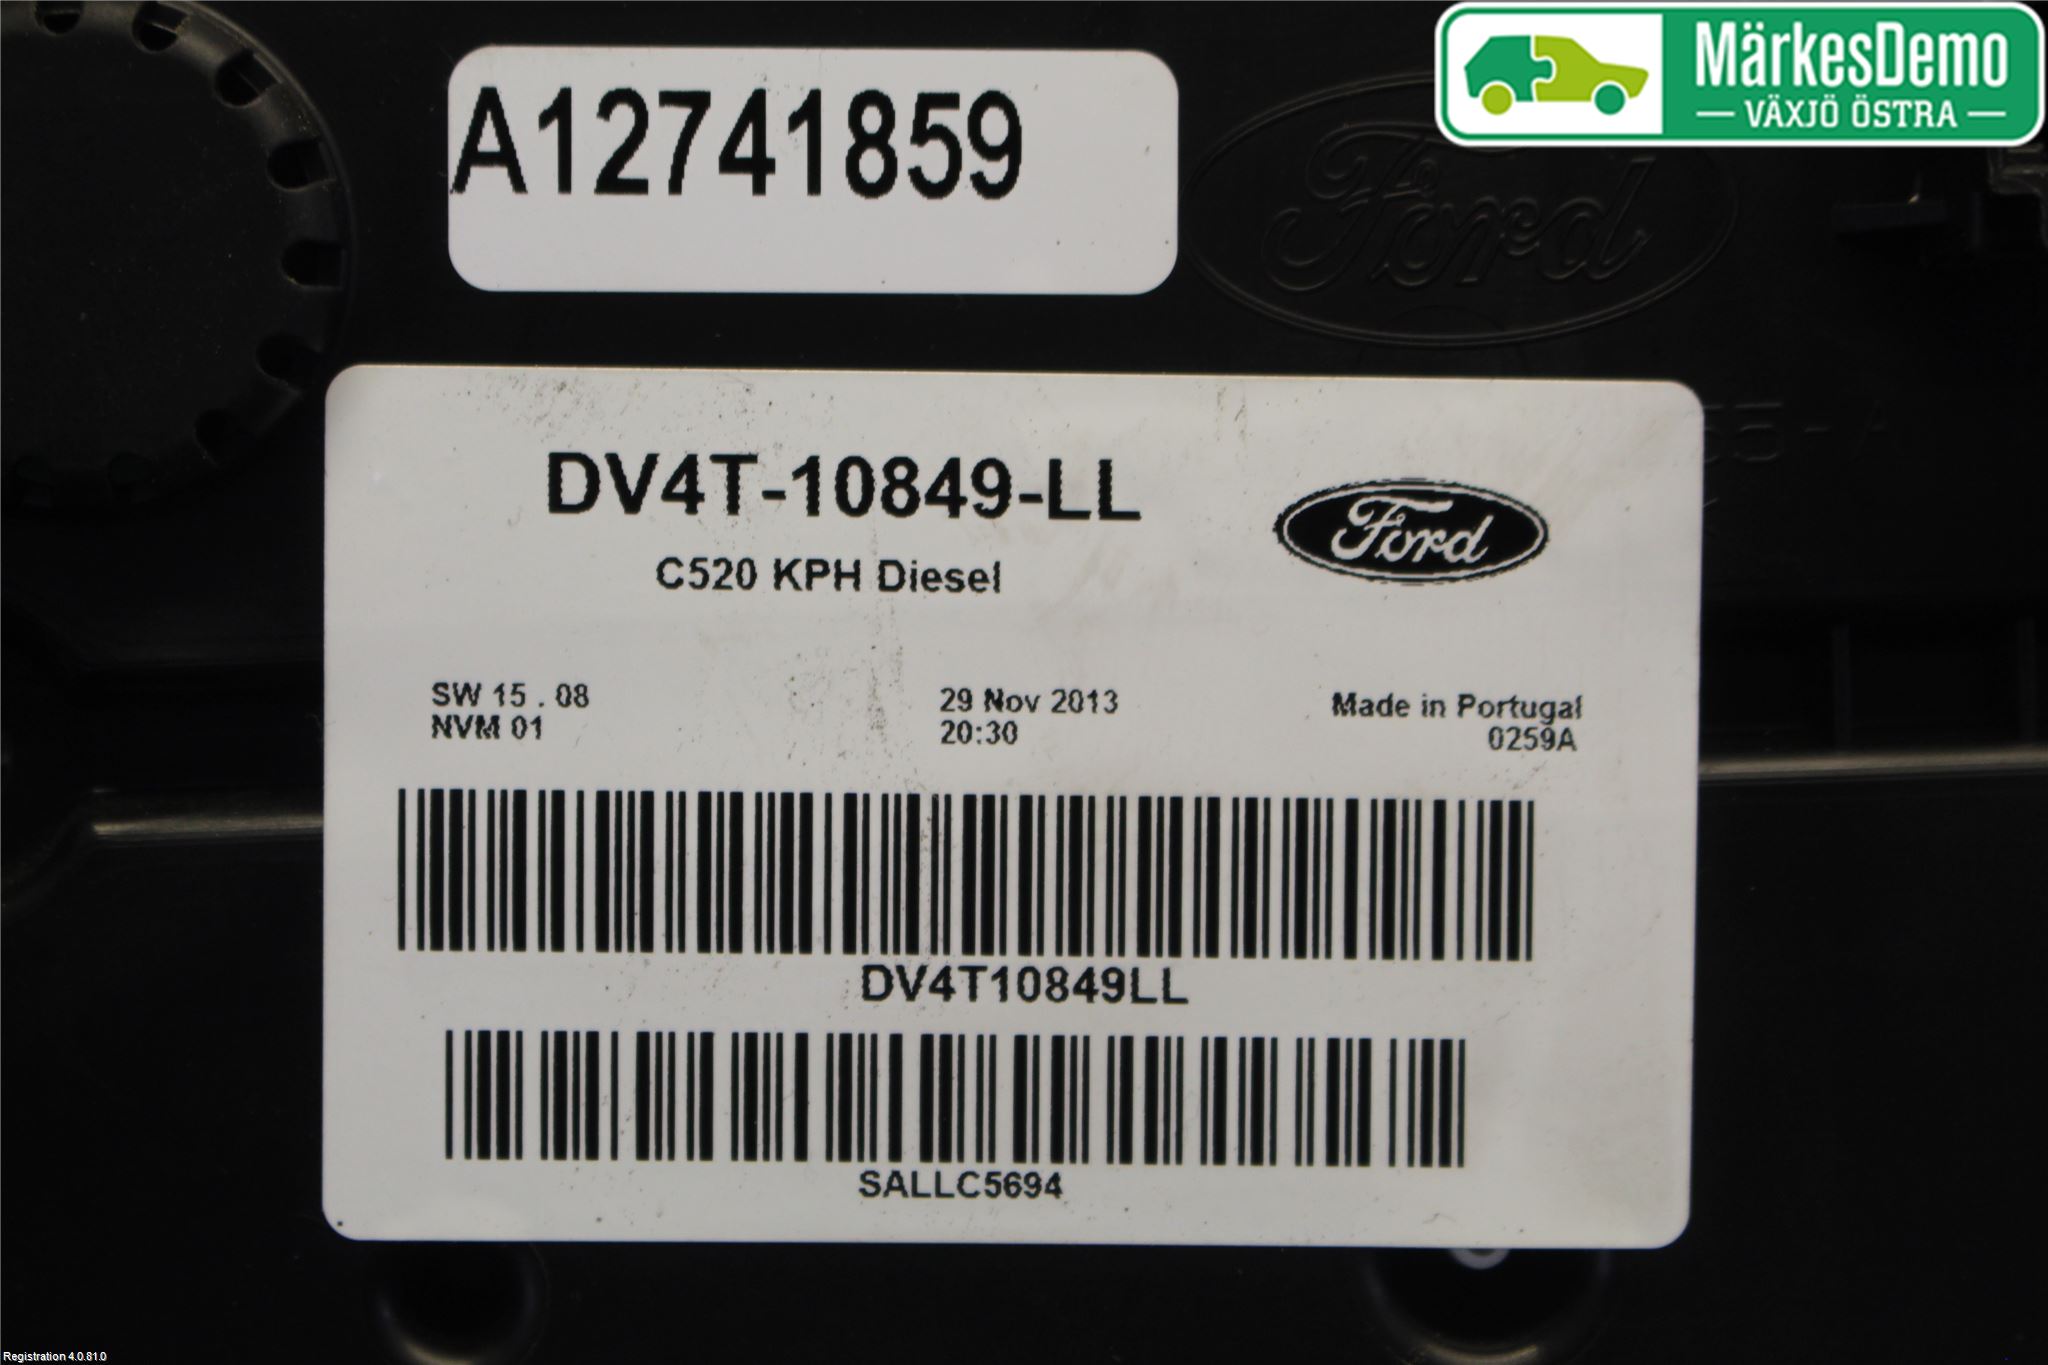 MärkesDemo
VÄXJÖ ÖSTRA
A12741859
Ford
DV4T-10849-LL
Ford
C520 KPH Diesel
SW 15 . 08
NVM 01
29 Nov 2013
20:30
Made in Portugal
0259A
DV4T10849LL
SALLC5694
Registration 4.0.81.0